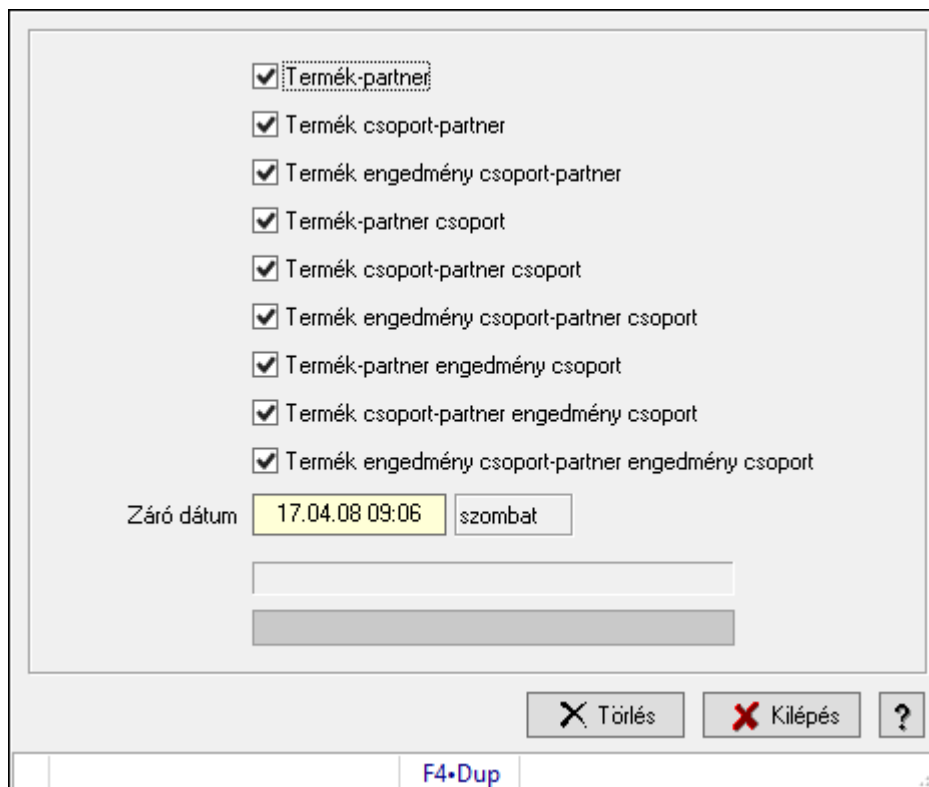 Termék-partner
Termék csoport-partner
Termék engedmény csoport-partner
Termék-partner csoport
Termék csoport-partner csoport
Termék engedmény csoport-partner csoport
Termék-partner engedmény csoport
Termék csoport-partner engedmény csoport
Termék engedmény csoport-partner engedmény csoport
Záró dátum 17.04.08 09:06 szombat
Törlés Kilépés ?
F4•Dup